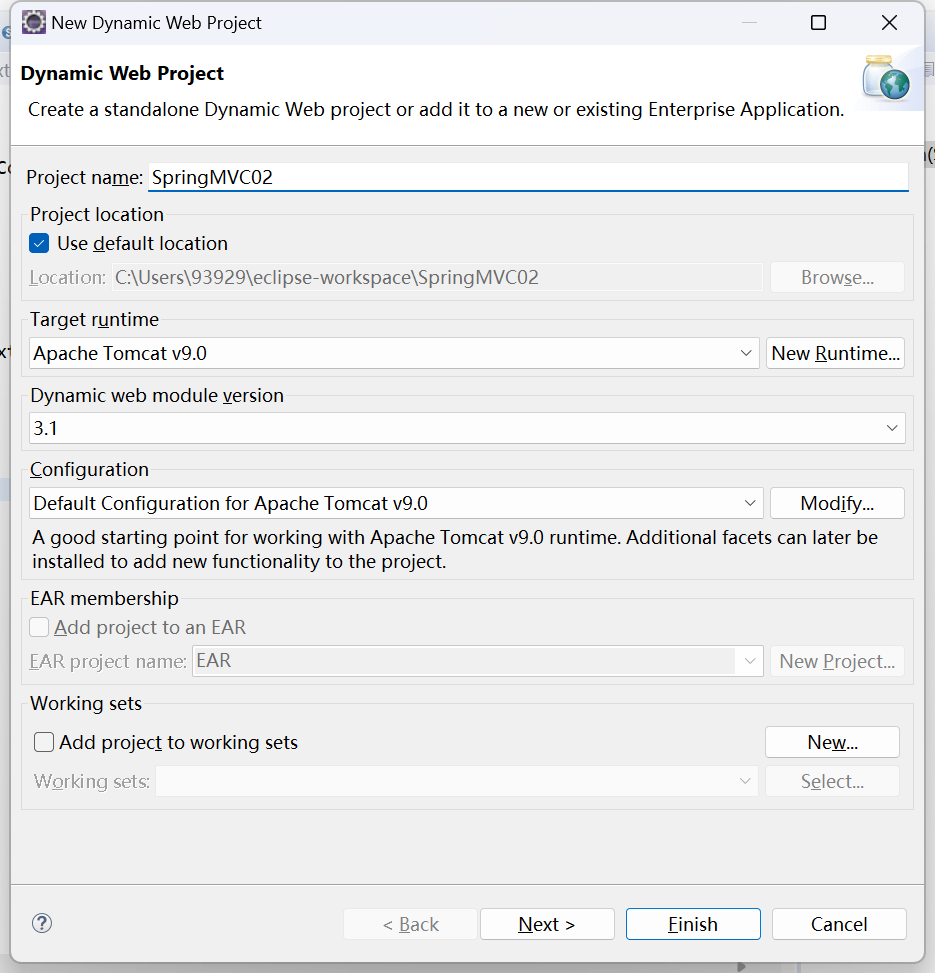 New Dynamic Web Project
Dynamic Web Project
Create a standalone Dynamic Web project or add it to a new or existing Enterprise Application.
Project name: SpringMVC02
Project location
Use default location
Location: C:\Users\93929\eclipse-workspace\SpringMVC02 Browse...
Target runtime
Apache Tomcat v9.0 New Runtime...
Dynamic web module version
3.1
Configuration
Default Configuration for Apache Tomcat v9.0 Modify...
A good starting point for working with Apache Tomcat v9.0 runtime. Additional facets can later be
installed to add new functionality to the project.
EAR membership
Add project to an EAR
EAR project name: EAR New Project...
Working sets
Add project to working sets New...
Working sets: Select...
< Back Next > Finish Cancel